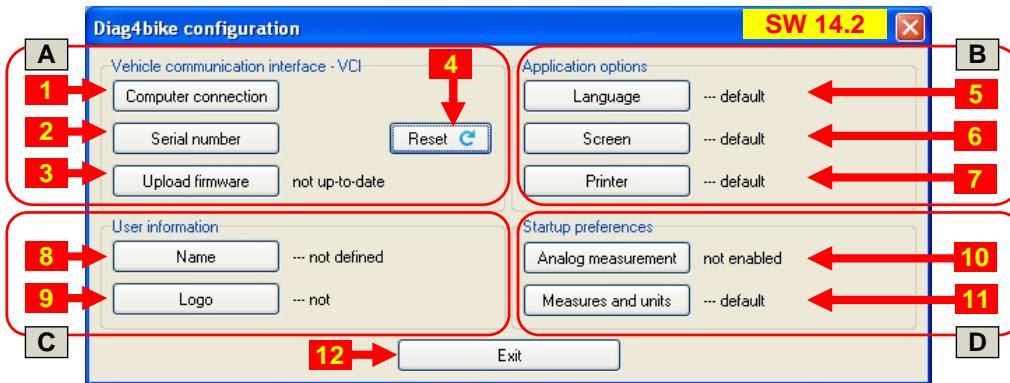 Diag4bike configuration SW 14.2
A B
Vehicle communication interface - VCI 4 Application options
1 Computer connection Language --- default 5
2 Serial number Reset Screen --- default 6
3 Upload firmware not up-to-date Printer --- default 7
User information Startup preferences
8 Name --- not defined Analog measurement not enabled 10
9 Logo --- not Measures and units --- default 11
C D
12 Exit